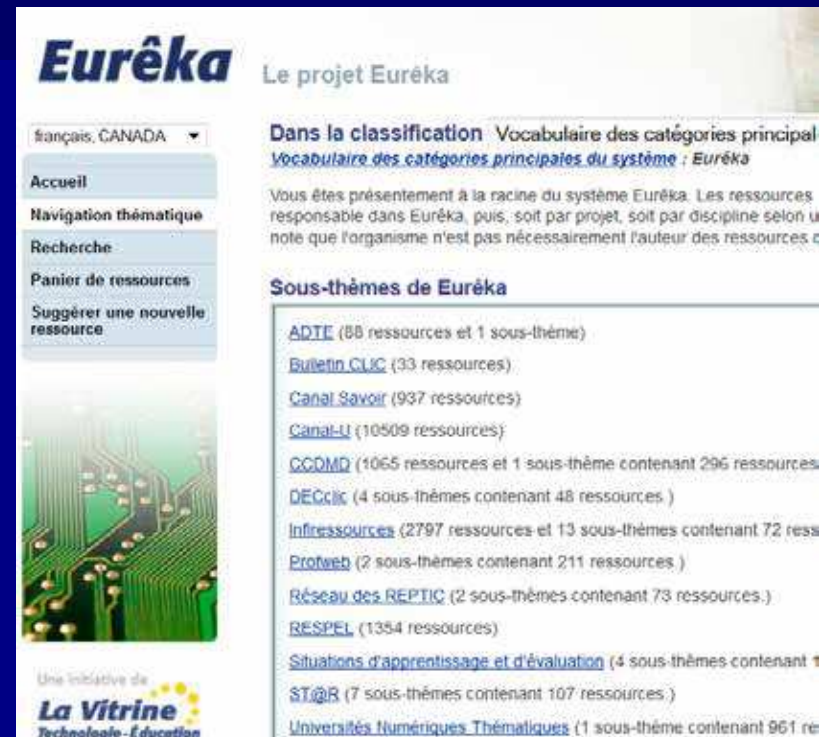 Eurêka
Le projet Eurêka
français, CANADA
Accueil
Navigation thématique
Recherche
Panier de ressources
Suggérer une nouvelle
ressource
Une initiative de
La Vitrine
Technologie-Éducation
Dans la classification Vocabulaire des catégories principal
Vocabulaire des catégories principales du système : Eurêka
Vous êtes présentement à la racine du système Eurêka. Les ressources
responsable dans Eurêka, puis, soit par projet, soit par discipline selon u
note que l'organisme n'est pas nécessairement l'auteur des ressources
Sous-thèmes de Eurêka
ADTE (88 ressources et 1 sous-thème)
Bulletin CLIC (33 ressources)
Canal Savoir (937 ressources)
Canal-U (10509 ressources)
CCDMD (1065 ressources et 1 sous-thème contenant 296 ressources
DECclic (4 sous-thèmes contenant 48 ressources.)
Infiressources (2797 ressources et 13 sous-thèmes contenant 72 ress
Profweb (2 sous-thèmes contenant 211 ressources.)
Réseau des REPTIC (2 sous-thèmes contenant 73 ressources.)
RESPEL (1354 ressources)
Situations d'apprentissage et d'évaluation (4 sous-thèmes contenant 1
ST@R (7 sous-thèmes contenant 107 ressources.)
Universités Numériques Thématiques (1 sous-thème contenant 961 res